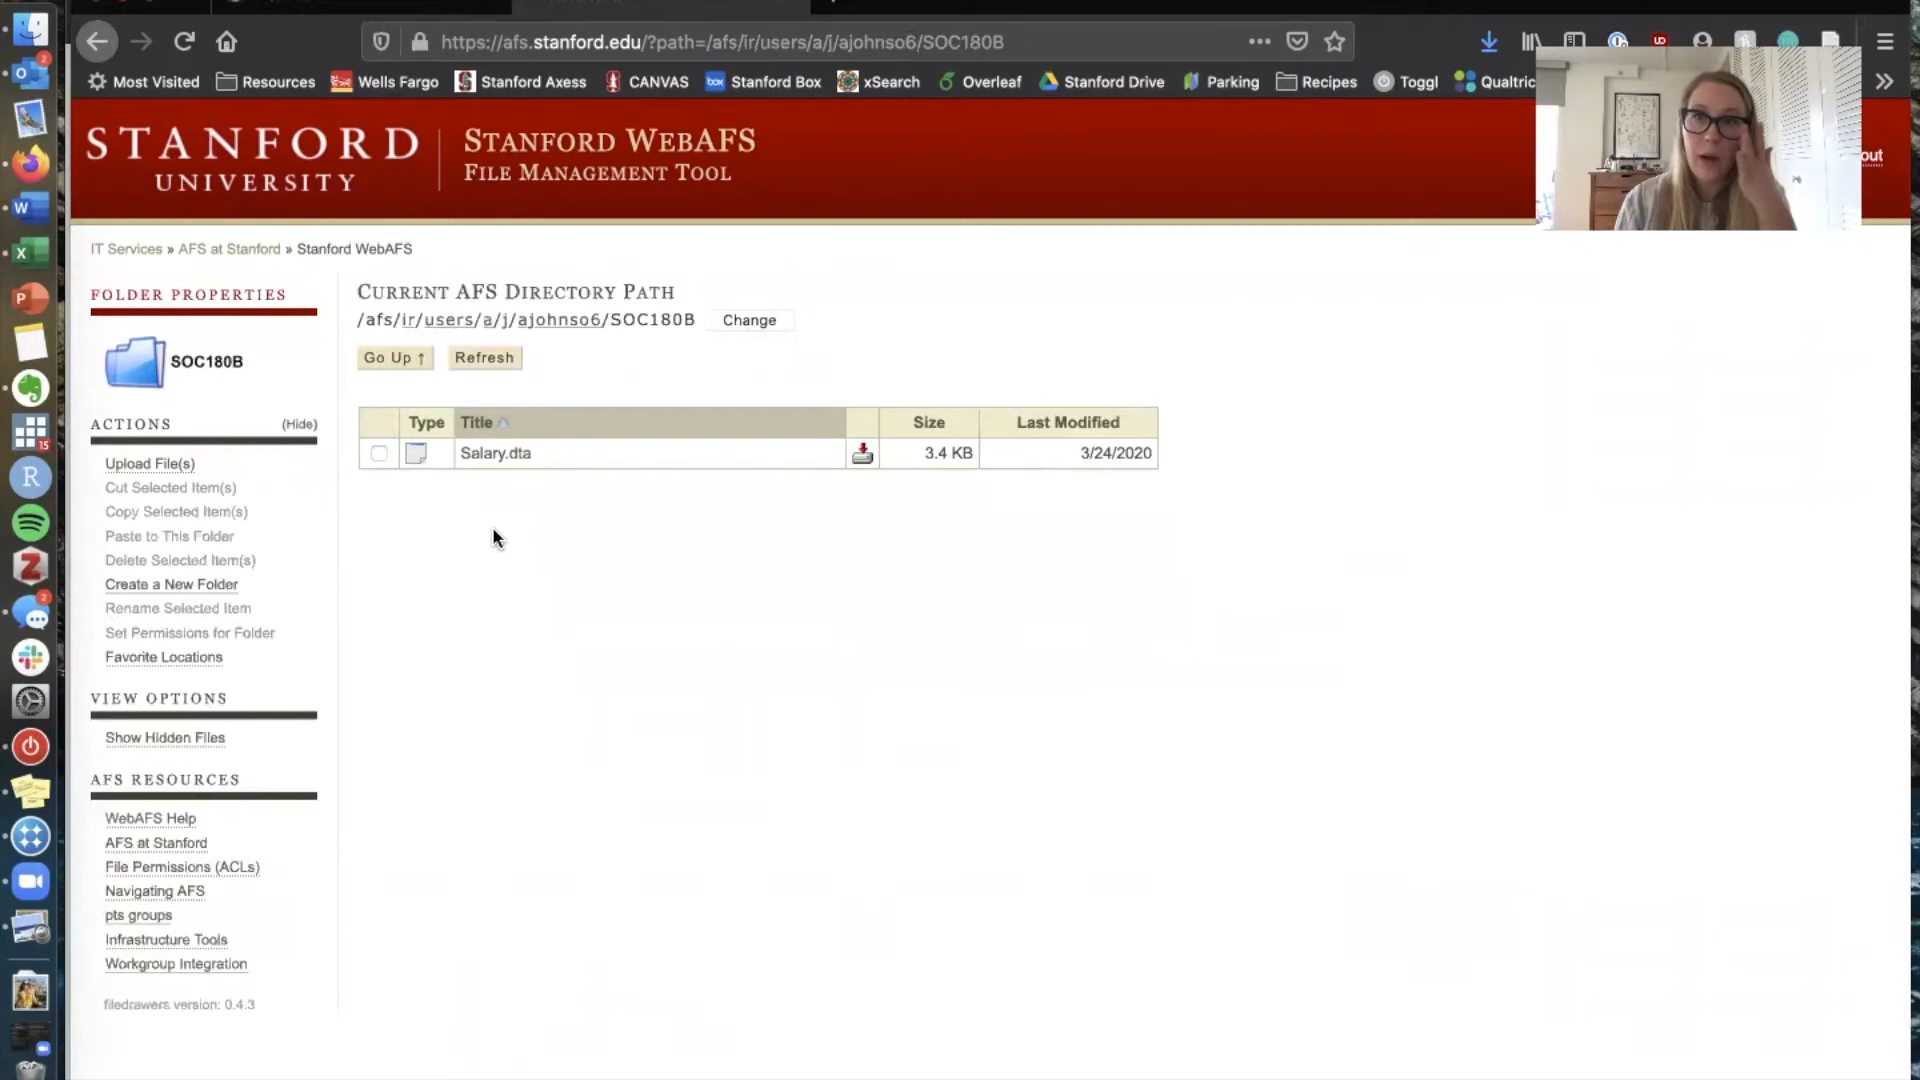 https://afs.stanford.edu/?path=/afs/ir/users/a/j/ajohnso6/SOC180B
Most Visited Resources Wells Fargo Stanford Axess CANVAS box Stanford Box xSearch Overleaf Stanford Drive Parking Recipes Toggl Qualtric
STANFORD
UNIVERSITY
STANFORD WEBAFS
FILE MANAGEMENT TOOL
out
IT Services » AFS at Stanford » Stanford WebAFS
FOLDER PROPERTIES
SOC180B
ACTIONS (Hide)
Upload File(s)
Cut Selected Item(s)
Copy Selected Item(s)
Paste to This Folder
Delete Selected Item(s)
Create a New Folder
Rename Selected Item
Set Permissions for Folder
Favorite Locations
VIEW OPTIONS
Show Hidden Files
AFS RESOURCES
WebAFS Help
AFS at Stanford
File Permissions (ACLs)
Navigating AFS
pts groups
Infrastructure Tools
Workgroup Integration
filedrawers version: 0.4.3
CURRENT AFS DIRECTORY PATH
/afs/ir/users/a/j/ajohnso6/SOC180B Change
Go Up ↑ Refresh
Type Title Size Last Modified
Salary.dta 3.4 KB 3/24/2020
2
O
W
X
P
15
R
Z
2